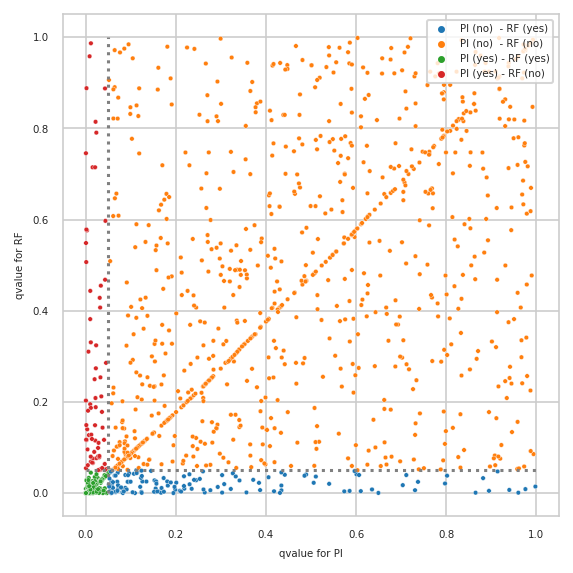 PI (no)  - RF (yes)
PI (no)  - RF (no)
PI (yes) - RF (yes)
PI (yes) - RF (no)
1.0
0.8
0.6
0.4
0.2
0.0
qvalue for RF
0.0 0.2 0.4 0.6 0.8 1.0
qvalue for PI